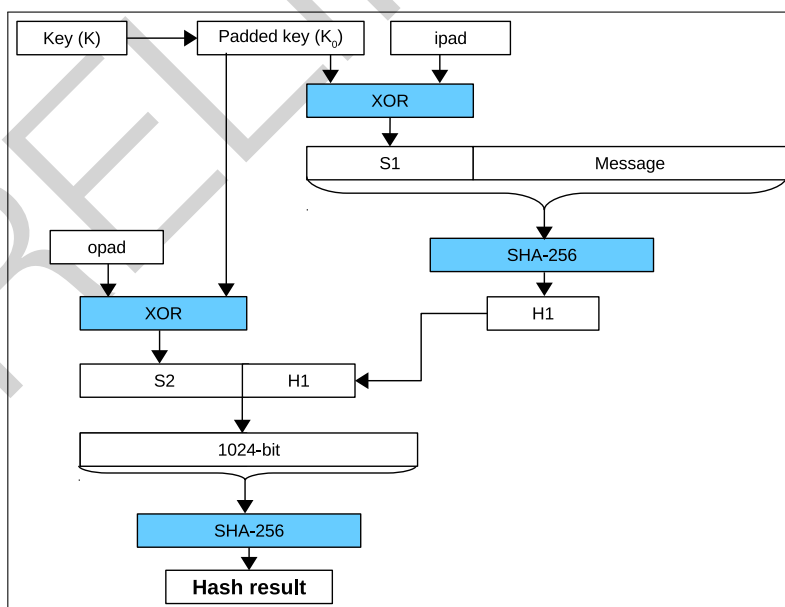 Key (K)
Padded key (K0)
ipad
XOR
S1
Message
opad
SHA-256
XOR
H1
S2
H1
1024-bit
SHA-256
Hash result